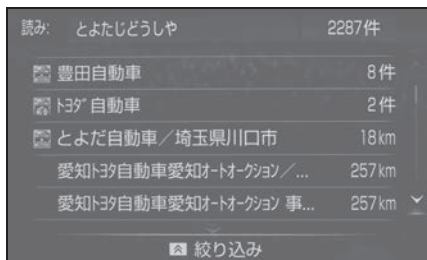 読み: とよたじどうしや 2287件
豊田自動車 8件
トヨダ自動車 2件
とよだ自動車／埼玉県川口市 18km
愛知トヨタ自動車愛知オートオークション／... 257km
愛知トヨタ自動車愛知オートオークション 事... 257km
絞り込み